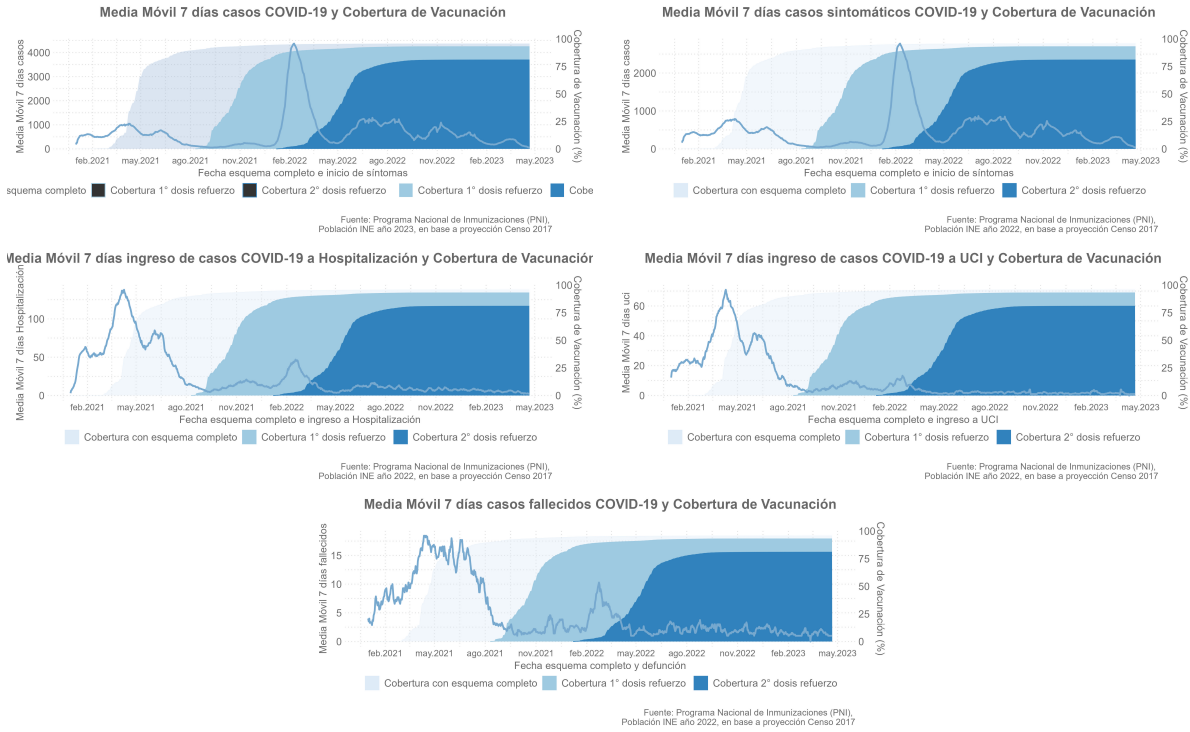 Media Móvil 7 días casos COVID-19 y Cobertura de Vacunación
Media Móvil 7 días casos
4000
3000
2000
1000
0
100
75
50
25
0
Cobertura de Vacunación (%)
feb.2021 may.2021 ago.2021 nov.2021 feb.2022 may.2022 ago.2022 nov.2022 feb.2023 may.2023
Fecha esquema completo e inicio de síntomas
squema completo Cobertura 1° dosis refuerzo Cobertura 2° dosis refuerzo Cobertura 1° dosis refuerzo Cobe
Fuente: Programa Nacional de Inmunizaciones (PNI),
Población INE año 2023, en base a proyección Censo 2017
Media Móvil 7 días casos sintomáticos COVID-19 y Cobertura de Vacunación
Media Móvil 7 días casos
2000
1000
0
100
75
50
25
0
Cobertura de Vacunación (%)
feb.2021 may.2021 ago.2021 nov.2021 feb.2022 may.2022 ago.2022 nov.2022 feb.2023 may.2023
Fecha esquema completo e inicio de síntomas
Cobertura con esquema completo Cobertura 1° dosis refuerzo Cobertura 2° dosis refuerzo
Fuente: Programa Nacional de Inmunizaciones (PNI),
Población INE año 2022, en base a proyección Censo 2017
Media Móvil 7 días ingreso de casos COVID-19 a Hospitalización y Cobertura de Vacunación
Media Móvil 7 días Hospitalización
100
50
0
100
75
50
25
0
Cobertura de Vacunación (%)
feb.2021 may.2021 ago.2021 nov.2021 feb.2022 may.2022 ago.2022 nov.2022 feb.2023 may.2023
Fecha esquema completo e ingreso a Hospitalización
Cobertura con esquema completo Cobertura 1° dosis refuerzo Cobertura 2° dosis refuerzo
Fuente: Programa Nacional de Inmunizaciones (PNI),
Población INE año 2022, en base a proyección Censo 2017
Media Móvil 7 días ingreso de casos COVID-19 a UCI y Cobertura de Vacunación
Media Móvil 7 días uci
60
40
20
0
100
75
50
25
0
Cobertura de Vacunación (%)
feb.2021 may.2021 ago.2021 nov.2021 feb.2022 may.2022 ago.2022 nov.2022 feb.2023 may.2023
Fecha esquema completo e ingreso a UCI
Cobertura con esquema completo Cobertura 1° dosis refuerzo Cobertura 2° dosis refuerzo
Fuente: Programa Nacional de Inmunizaciones (PNI),
Población INE año 2022, en base a proyección Censo 2017
Media Móvil 7 días casos fallecidos COVID-19 y Cobertura de Vacunación
Media Móvil 7 días fallecidos
15
10
5
0
100
75
50
25
0
Cobertura de Vacunación (%)
feb.2021 may.2021 ago.2021 nov.2021 feb.2022 may.2022 ago.2022 nov.2022 feb.2023 may.2023
Fecha esquema completo y defunción
Cobertura con esquema completo Cobertura 1° dosis refuerzo Cobertura 2° dosis refuerzo
Fuente: Programa Nacional de Inmunizaciones (PNI),
Población INE año 2022, en base a proyección Censo 2017